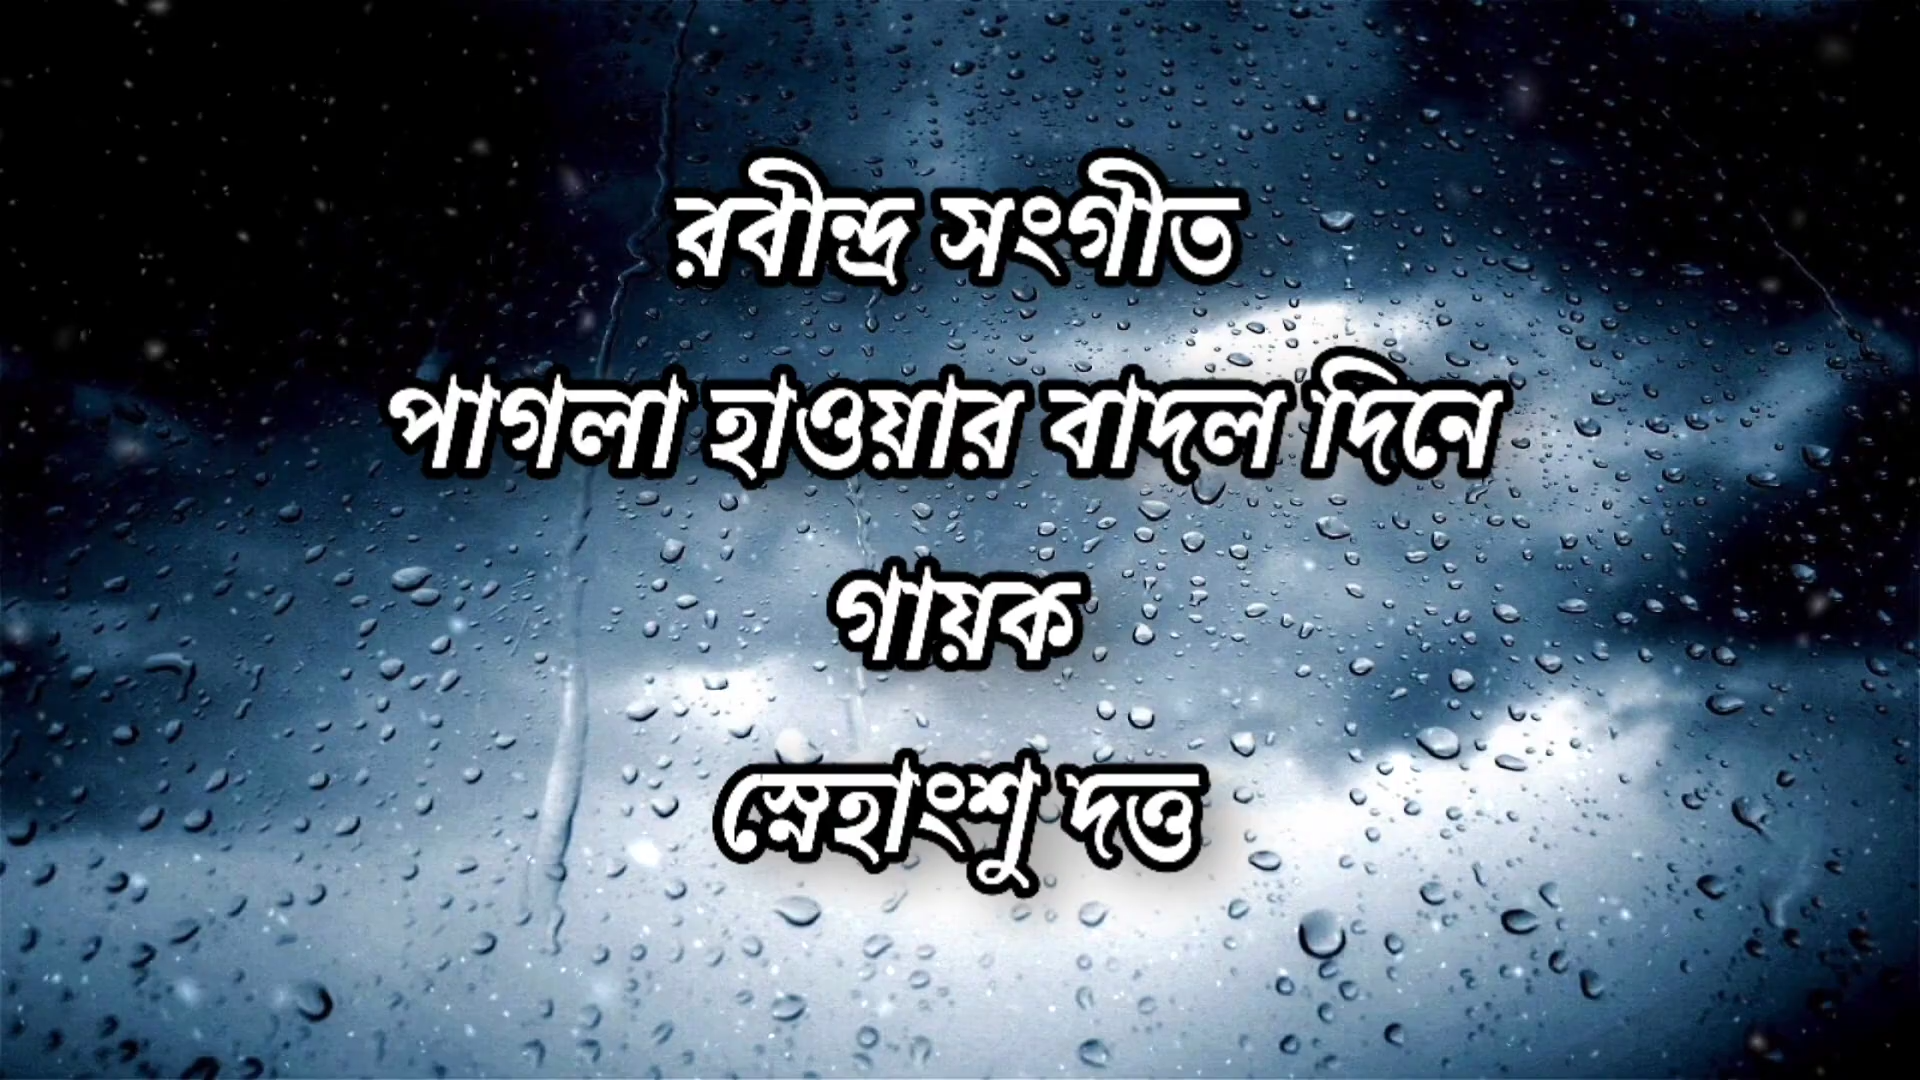 রবীন্দ্র সংগীত
পাগলা হাওয়ার বাদল দিনে
গায়ক
স্নেহাংশু দত্ত